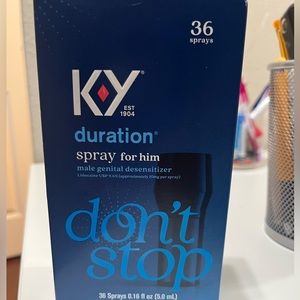 36
sprays
K♦Y®
EST
1904
duration®
spray for him
male genital desensitizer
don't
stop
36 Sprays 0.16 fl oz (5.0 mL)